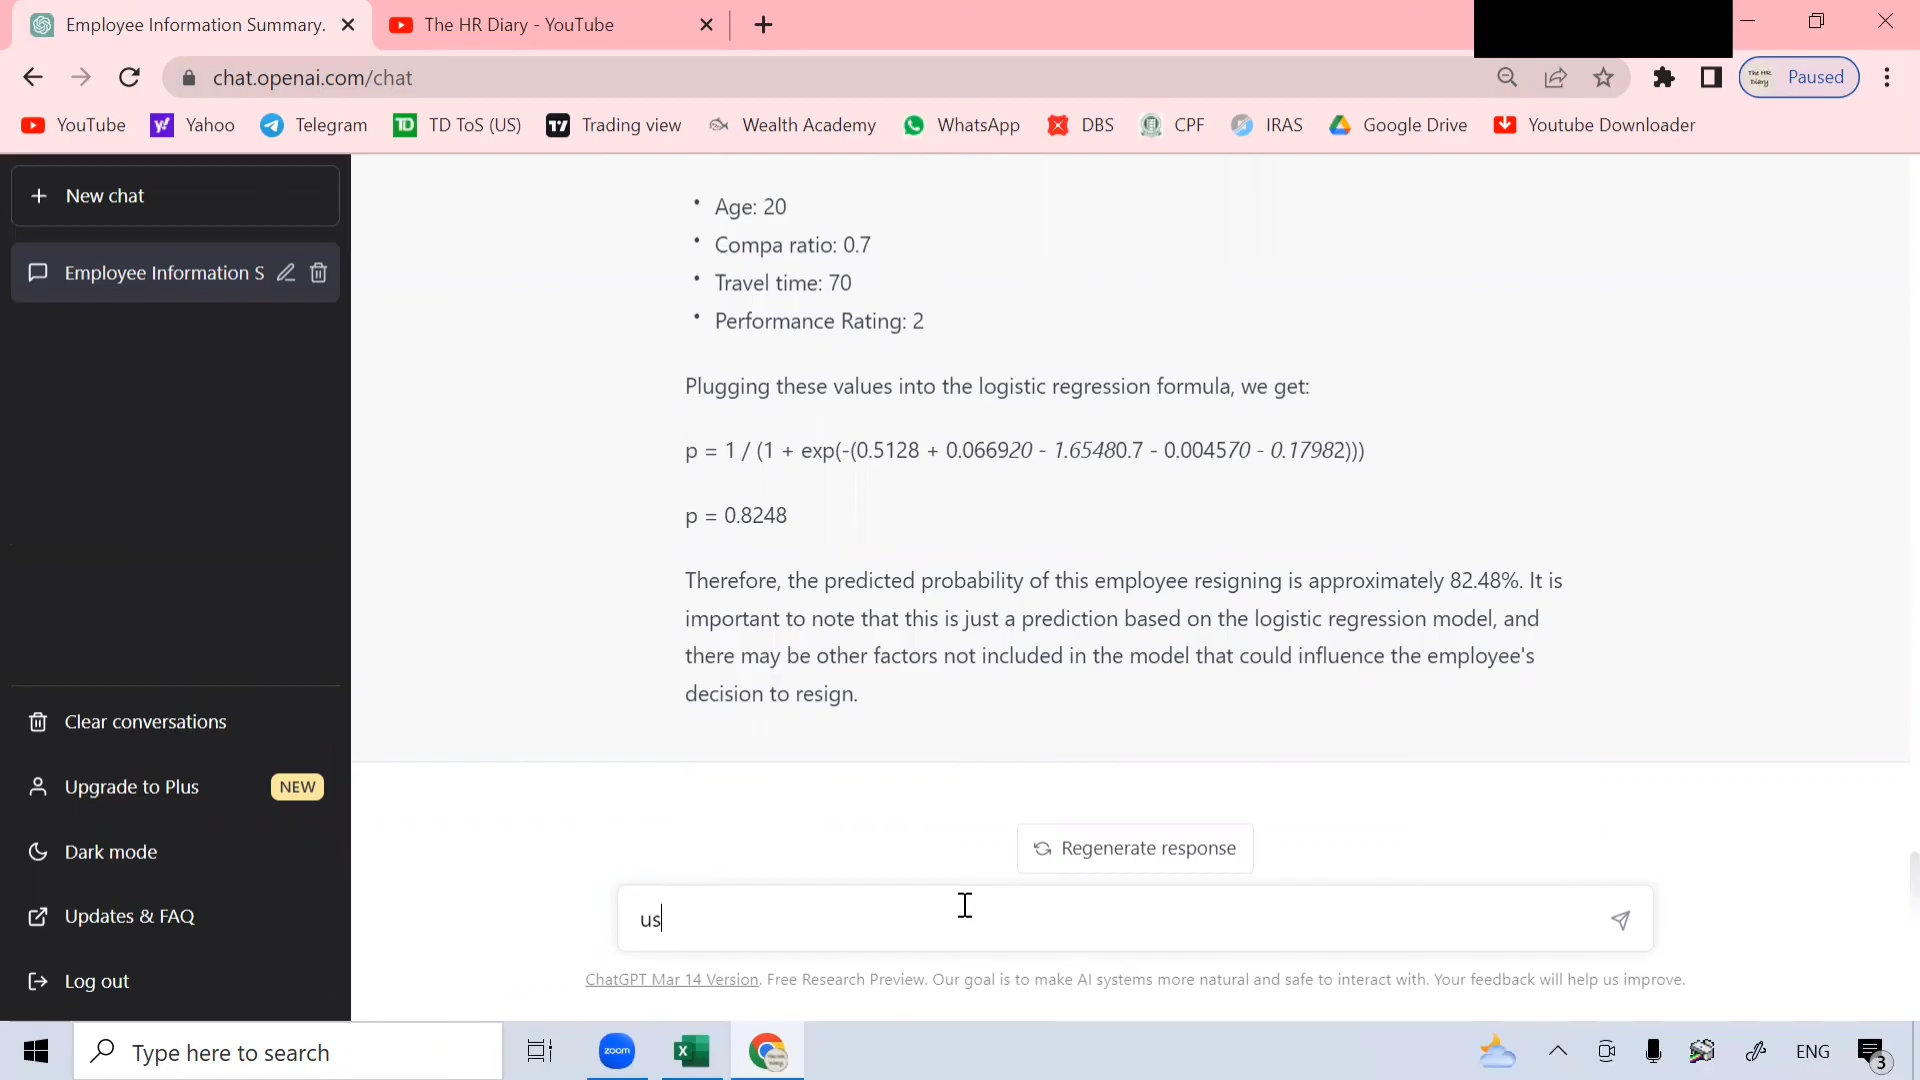 Employee Information Summary.
The HR Diary - YouTube
chat.openai.com/chat
The HR Diary
Paused
YouTube
Yahoo
Telegram
TD ToS (US)
Trading view
Wealth Academy
WhatsApp
DBS
CPF
IRAS
Google Drive
Youtube Downloader
New chat
Employee Information S
• Age: 20
• Compa ratio: 0.7
• Travel time: 70
• Performance Rating: 2
Plugging these values into the logistic regression formula, we get:
p = 1 / (1 + exp(-(0.5128 + 0.066920 - 1.65480.7 - 0.004570 - 0.17982)))
p = 0.8248
Therefore, the predicted probability of this employee resigning is approximately 82.48%. It is
important to note that this is just a prediction based on the logistic regression model, and
there may be other factors not included in the model that could influence the employee's
decision to resign.
Clear conversations
Upgrade to Plus NEW
Dark mode
Updates & FAQ
Log out
Regenerate response
us
ChatGPT Mar 14 Version. Free Research Preview. Our goal is to make AI systems more natural and safe to interact with. Your feedback will help us improve.
Type here to search
zoom
ENG
3